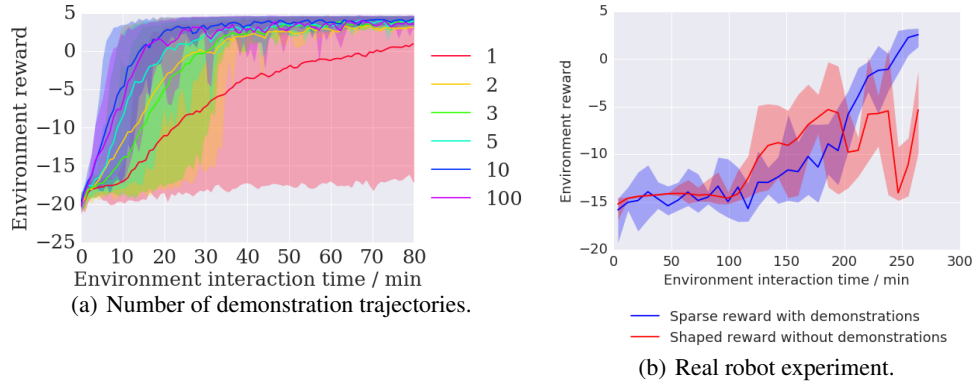 5
0
−5
−10
−15
−20
−25
Environment reward
0 10 20 30 40 50 60 70 80
Environment interaction time / min
1
2
3
5
10
100
(a) Number of demonstration trajectories.
5
0
−5
−10
−15
−20
Environment reward
0 50 100 150 200 250 300
Environment interaction time / min
Sparse reward with demonstrations
Shaped reward without demonstrations
(b) Real robot experiment.